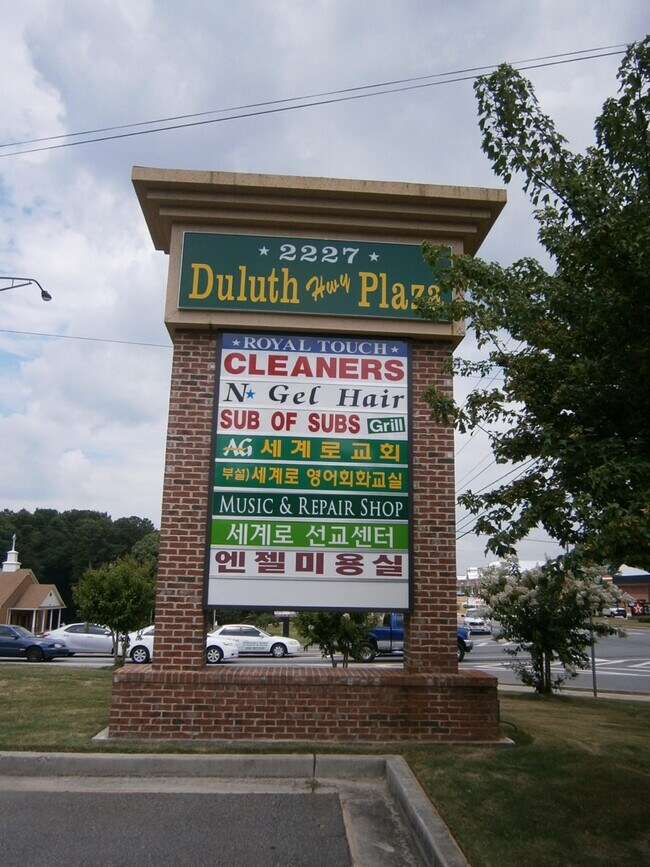 2227
Duluth Hwy Plaza
ROYAL TOUCH
CLEANERS
N Gel Hair
SUB OF SUBS Grill
AG 세계로교회
부설)세계로 영어회화교실
MUSIC & REPAIR SHOP
세계로 선교센터
엔젤미용실